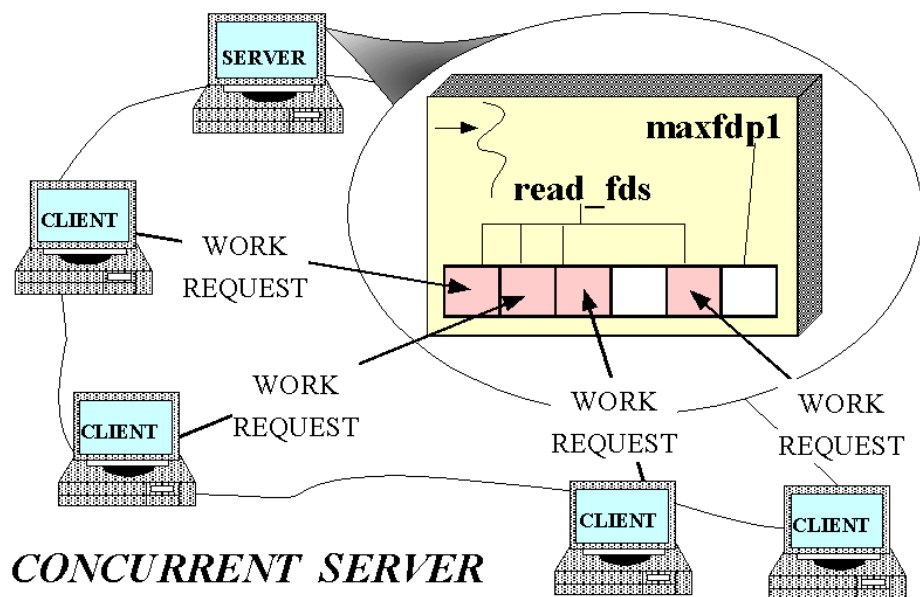 SERVER
maxfdp1
read_fds
CLIENT
WORK
REQUEST
WORK
REQUEST
CLIENT
WORK
REQUEST
WORK
REQUEST
CLIENT
CLIENT
CONCURRENT SERVER